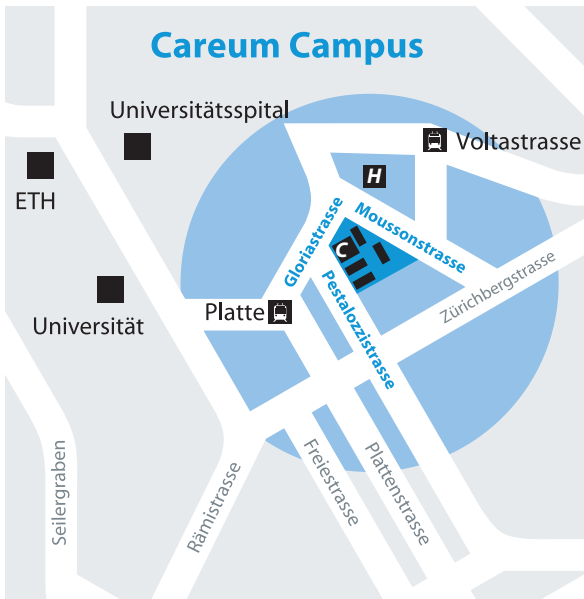 Careum Campus
Universitätsspital
Voltastrasse
ETH
H
Moussonstrasse
Gloriastrasse
C
Pestalozzistrasse
Zürichbergstrasse
Universität
Platte
Seilergraben
Rämistrasse
Freiestrasse
Plattenstrasse